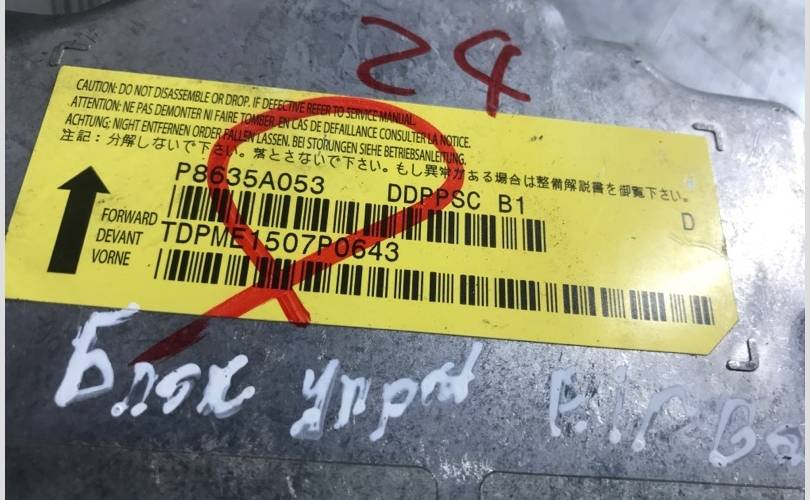 24
CAUTION: DO NOT DISASSEMBLE OR DROP. IF DEFECTIVE REFER TO SERVICE MANUAL.
ATTENTION: NE PAS DEMONTER NI FAIRE TOMBER. EN CAS DE DEFAILLANCE CONSULTER LA NOTICE.
ACHTUNG: NIGHT ENTFERNEN ORDER FALLEN LASSEN. BEI STORUNGEN SIEHE BETRIEBSANLEITUNG.
注記：分解しないで下さい。落とさないで下さい。もし異常がある場合は整備解説書を御覧下さい。
P8635A053 DDPPSC B1
D
FORWARD
DEVANT
VORNE
TDPME1507P0643
Блок управ